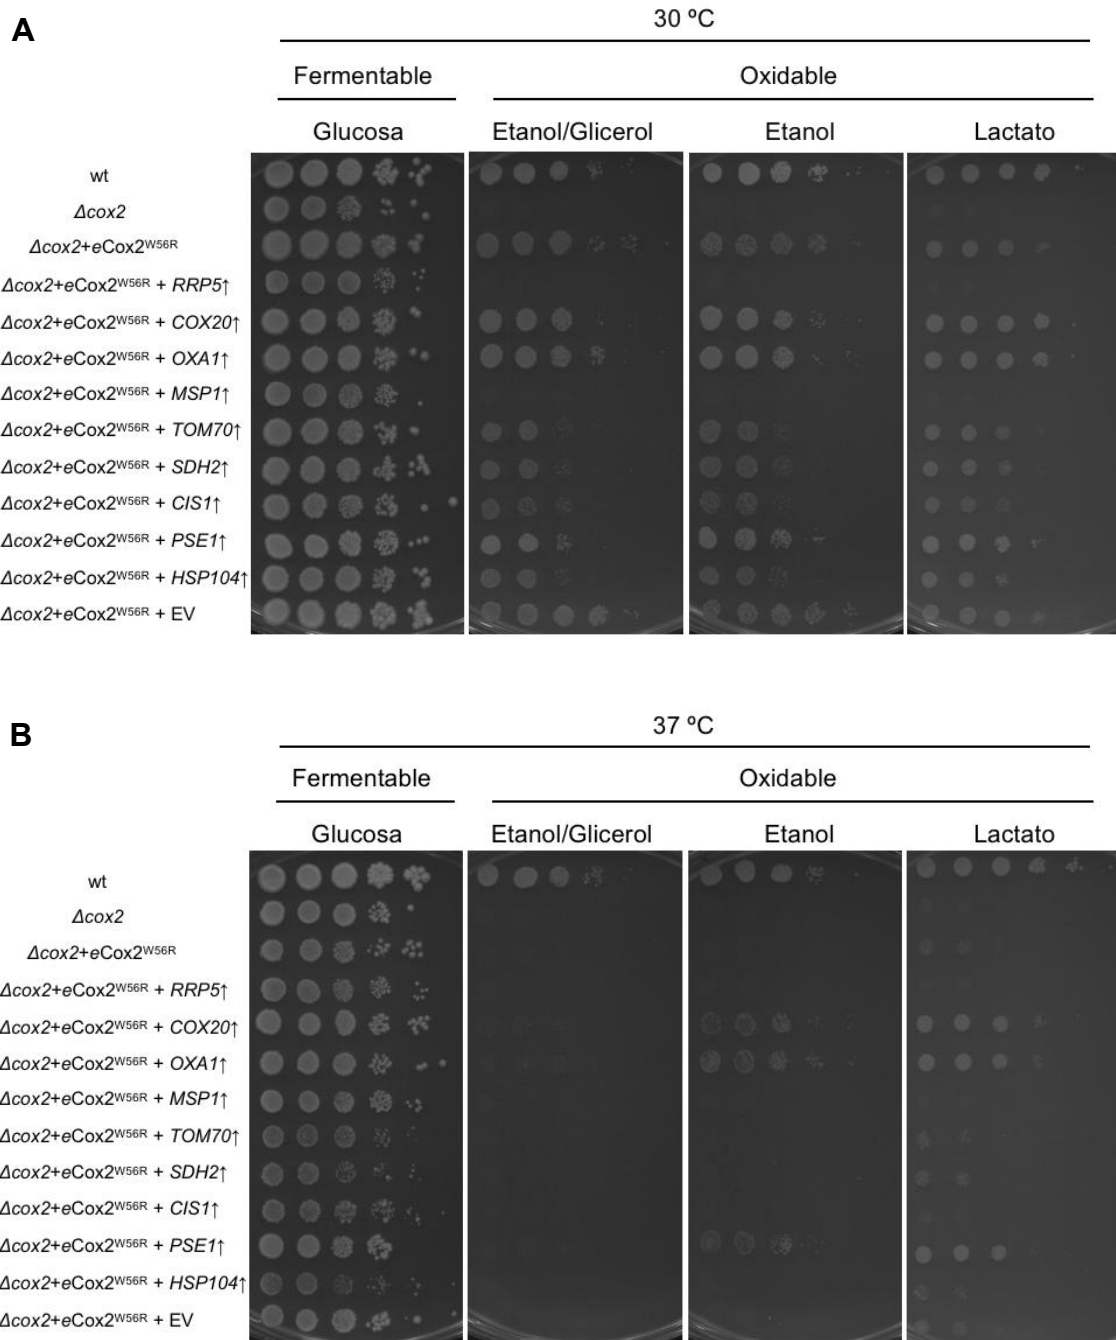 A
30 ºC
Fermentable
Oxidable
Glucosa
Etanol/Glicerol
Etanol
Lactato
wt
Δcox2
Δcox2+eCox2W56R
Δcox2+eCox2W56R + RRP5↑
Δcox2+eCox2W56R + COX20↑
Δcox2+eCox2W56R + OXA1↑
Δcox2+eCox2W56R + MSP1↑
Δcox2+eCox2W56R + TOM70↑
Δcox2+eCox2W56R + SDH2↑
Δcox2+eCox2W56R + CIS1↑
Δcox2+eCox2W56R + PSE1↑
Δcox2+eCox2W56R + HSP104↑
Δcox2+eCox2W56R + EV
B
37 ºC
Fermentable
Oxidable
Glucosa
Etanol/Glicerol
Etanol
Lactato
wt
Δcox2
Δcox2+eCox2W56R
Δcox2+eCox2W56R + RRP5↑
Δcox2+eCox2W56R + COX20↑
Δcox2+eCox2W56R + OXA1↑
Δcox2+eCox2W56R + MSP1↑
Δcox2+eCox2W56R + TOM70↑
Δcox2+eCox2W56R + SDH2↑
Δcox2+eCox2W56R + CIS1↑
Δcox2+eCox2W56R + PSE1↑
Δcox2+eCox2W56R + HSP104↑
Δcox2+eCox2W56R + EV